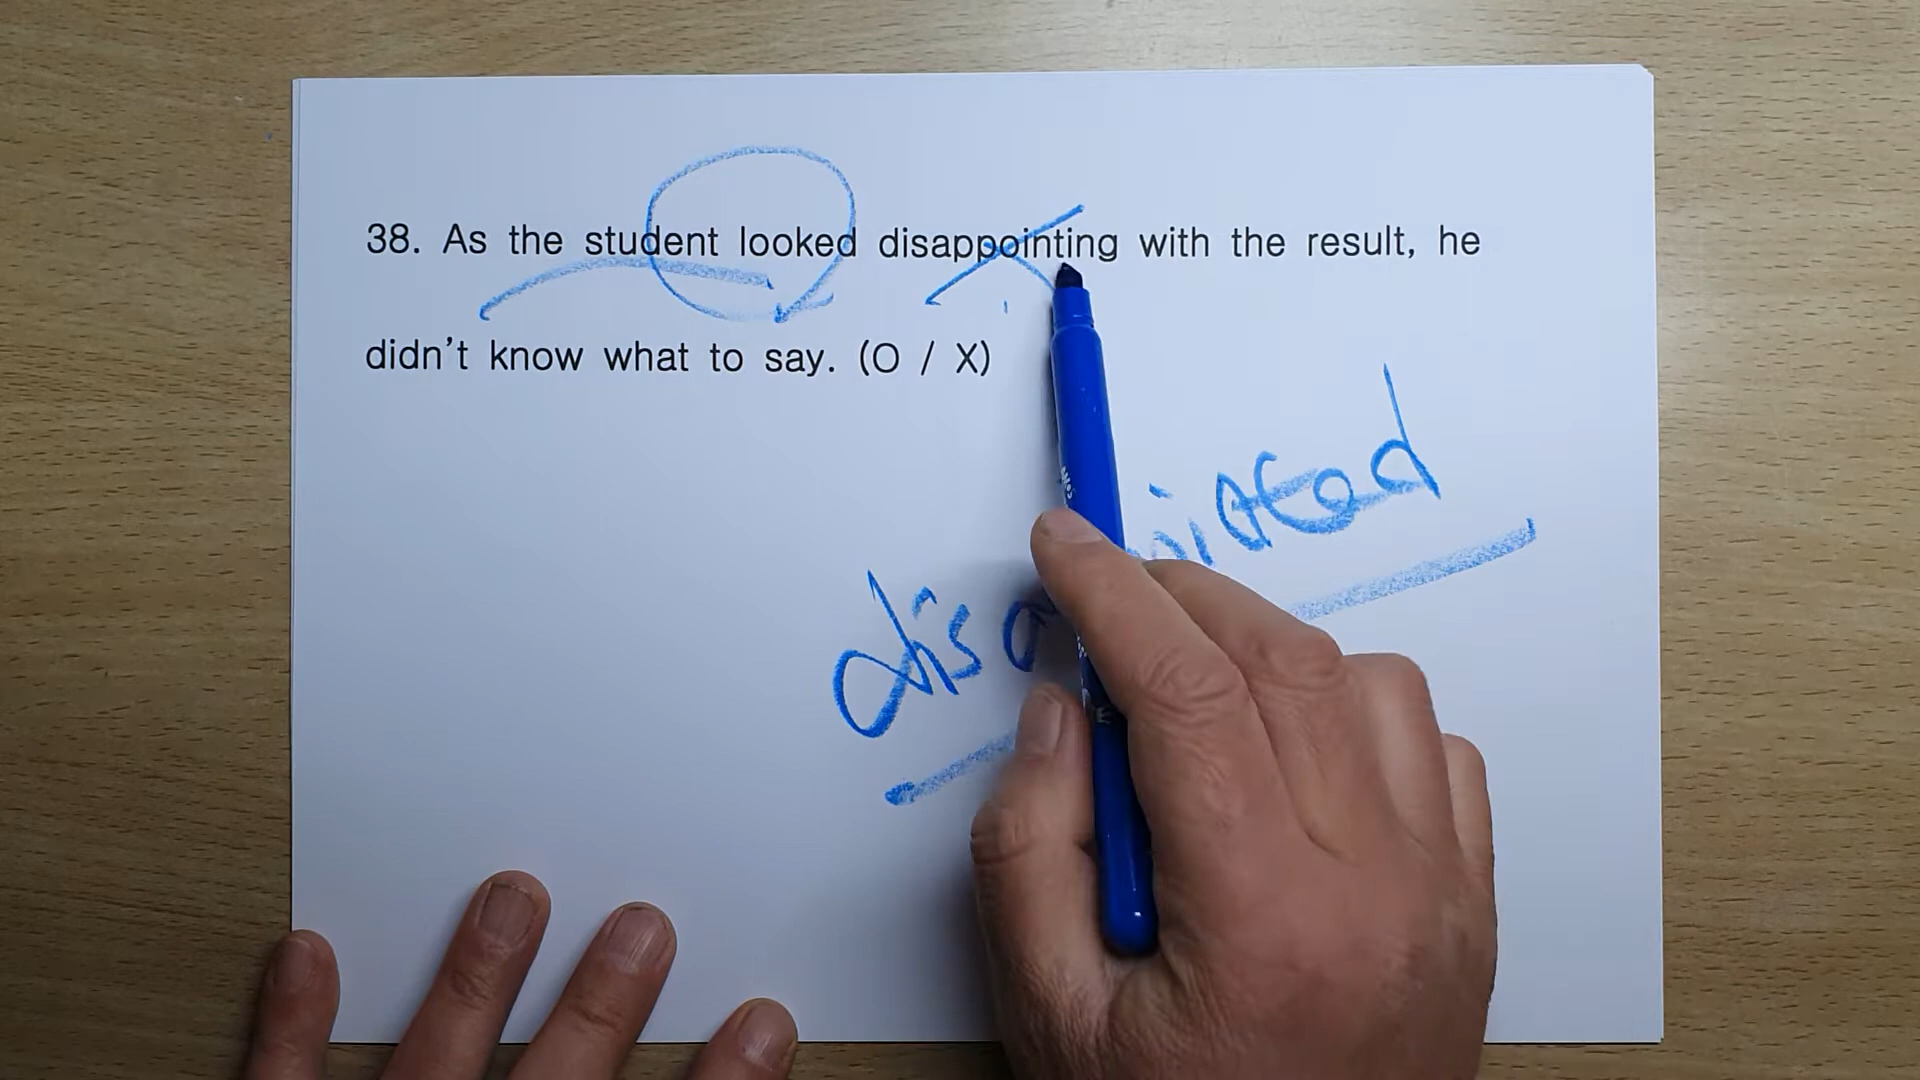 38. As the student looked disappointing with the result, he
didn't know what to say. (O / X)